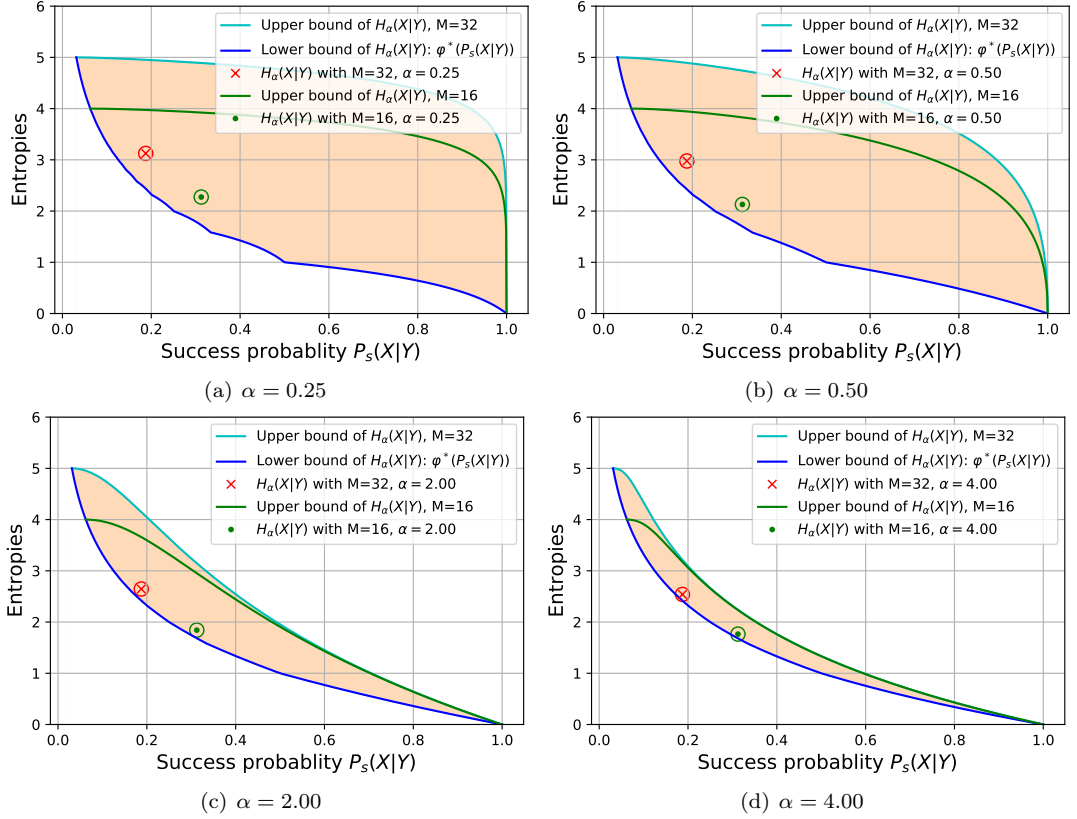 Upper bound of Hα(X|Y), M=32
Lower bound of Hα(X|Y): φ*(Ps(X|Y))
Hα(X|Y) with M=32, α = 0.25
Upper bound of Hα(X|Y), M=16
Hα(X|Y) with M=16, α = 0.25
Entropies
6
5
4
3
2
1
0
0.0 0.2 0.4 0.6 0.8 1.0
Success probablity Ps(X|Y)
(a) α = 0.25
Upper bound of Hα(X|Y), M=32
Lower bound of Hα(X|Y): φ*(Ps(X|Y))
Hα(X|Y) with M=32, α = 0.50
Upper bound of Hα(X|Y), M=16
Hα(X|Y) with M=16, α = 0.50
Entropies
6
5
4
3
2
1
0
0.0 0.2 0.4 0.6 0.8 1.0
Success probablity Ps(X|Y)
(b) α = 0.50
Upper bound of Hα(X|Y), M=32
Lower bound of Hα(X|Y): φ*(Ps(X|Y))
Hα(X|Y) with M=32, α = 2.00
Upper bound of Hα(X|Y), M=16
Hα(X|Y) with M=16, α = 2.00
Entropies
6
5
4
3
2
1
0
0.0 0.2 0.4 0.6 0.8 1.0
Success probablity Ps(X|Y)
(c) α = 2.00
Upper bound of Hα(X|Y), M=32
Lower bound of Hα(X|Y): φ*(Ps(X|Y))
Hα(X|Y) with M=32, α = 4.00
Upper bound of Hα(X|Y), M=16
Hα(X|Y) with M=16, α = 4.00
Entropies
6
5
4
3
2
1
0
0.0 0.2 0.4 0.6 0.8 1.0
Success probablity Ps(X|Y)
(d) α = 4.00